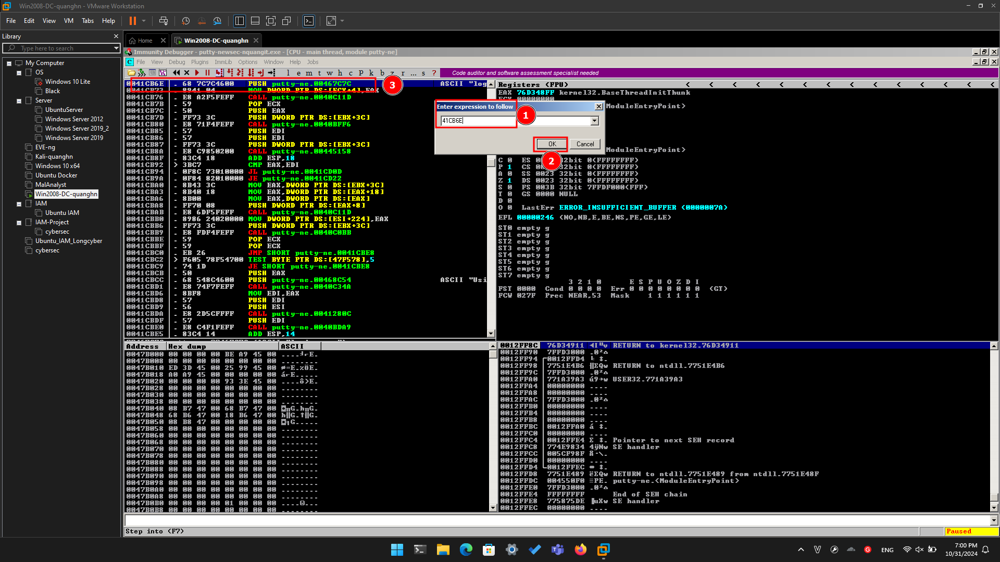 Win2008-DC-quanghn - VMware Workstation
File Edit View VM Tabs Help
Library
Type here to search
My Computer
OS
Windows 10 Lite
Black
Server
UbuntuServer
Windows Server 2012
Windows Server 2019_2
Windows Server 2019
EVE-ng
Kali-quanghn
Windows 10 x64
Ubuntu Docker
MalAnalyst
Win2008-DC-quanghn
IAM
Ubuntu IAM
IAM-Project
cybersec
Ubuntu_IAM_Longcyber
cybersec
Home Win2008-DC-quanghn
Immunity Debugger - putty-newsec-nquangit.exe - [CPU - main thread, module putty-ne]
C File View Debug Plugins ImmLib Options Window Help Jobs
l e m t w h c P k b z r ... s ? Code auditor and software assessment specialist needed
0041CB6E . 68 7C7C4600 PUSH putty-ne.00467C7C ASCII "log
0041CB73 . 8941 04 MOV DWORD PTR DS:[ECX+4],EAX
0041CB76 . E8 A2F5FEFF CALL putty-ne.0040C11D
0041CB7B . 59 POP ECX
0041CB7C . 50 PUSH EAX
0041CB7D . FF73 3C PUSH DWORD PTR DS:[EBX+3C]
0041CB80 . E8 71F4FEFF CALL putty-ne.0040BFF6
0041CB85 . 57 PUSH EDI
0041CB86 . 57 PUSH EDI
0041CB87 . FF73 3C PUSH DWORD PTR DS:[EBX+3C]
0041CB8A . E8 C9850200 CALL putty-ne.00445158
0041CB8F . 83C4 18 ADD ESP,18
0041CB92 > 3BC7 CMP EAX,EDI
0041CB94 . 0F8C 73010000 JL putty-ne.0041CD0D
0041CB9A . 0F84 82010000 JE putty-ne.0041CD22
0041CBA0 . 8B43 3C MOV EAX,DWORD PTR DS:[EBX+3C]
0041CBA3 . 8B40 18 MOV EAX,DWORD PTR DS:[EAX+18]
0041CBA6 . 8B00 MOV EAX,DWORD PTR DS:[EAX]
0041CBA8 . FF70 08 PUSH DWORD PTR DS:[EAX+8]
0041CBAB . E8 6DF5FEFF CALL putty-ne.0040C11D
0041CBB0 . 8986 24020000 MOV DWORD PTR DS:[ESI+224],EAX
0041CBB6 . FF73 3C PUSH DWORD PTR DS:[EBX+3C]
0041CBB9 . E8 FDF4FEFF CALL putty-ne.0040C0BB
0041CBBE . 59 POP ECX
0041CBBF . 59 POP ECX
0041CBC0 . EB 26 JMP SHORT putty-ne.0041CBE8
0041CBC2 > F605 78F54700 TEST BYTE PTR DS:[47F578],5
0041CBC9 . 74 1D JE SHORT putty-ne.0041CBE8
0041CBCB . 50 PUSH EAX
0041CBCC . 68 548C4600 PUSH putty-ne.00468C54 ASCII "Usi
0041CBD1 . E8 74F7FEFF CALL putty-ne.0040C34A
0041CBD6 . 8BF8 MOV EDI,EAX
0041CBD8 . 57 PUSH EDI
0041CBD9 . 56 PUSH ESI
0041CBDA . E8 2D5CFFFF CALL putty-ne.0041280C
0041CBDF . 57 PUSH EDI
0041CBE0 . E8 C4F1FEFF CALL putty-ne.0040BDA9
0041CBE5 . 83C4 14 ADD ESP,14
3
Enter expression to follow
41CB6E
OK Cancel
1
2
Registers (FPU) < < < < < < < < < < < < < <
EAX 76D348FF kernel32.BaseThreadInitThunk
ECX 00000000
ModuleEntryPoint>
ModuleEntryPoint>
C 0 ES 0023 32bit 0(FFFFFFFF)
P 1 CS 32bit 0(FFFFFFFF)
A 0 SS 0023 32bit 0(FFFFFFFF)
Z 1 DS 0023 32bit 0(FFFFFFFF)
S 0 FS 003B 32bit 7FFDF000(FFF)
T 0 GS 0000 NULL
D 0
O 0 LastErr ERROR_INSUFFICIENT_BUFFER (0000007A)
EFL 00000246 (NO,NB,E,BE,NS,PE,GE,LE)
ST0 empty g
ST1 empty g
ST2 empty g
ST3 empty g
ST4 empty g
ST5 empty g
ST6 empty g
ST7 empty g
3 2 1 0 E S P U O Z D I
FST 0000 Cond 0 0 0 0 Err 0 0 0 0 0 0 0 0 (GT)
FCW 027F Prec NEAR,53 Mask 1 1 1 1 1 1
Address Hex dump ASCII
0047B000 00 00 00 00 BE A9 45 00
0047B010 ED 3D 45 00 25 99 45 00
0047B018 A0 A9 45 00 00 00 00 00
0047B020 00 00 00 00 93 3E 45 00
0047B028 00 00 00 00 00 00 00 00 ........
0047B030 00 00 00 00 00 00 00 00 ........
0047B038 00 00 00 00 00 00 00 00 ........
0047B040 08 B7 47 00 68 B7 47 00
0047B048 68 B6 47 00 18 B6 47 00
0047B050 08 B8 47 00 00 00 00 00
0047B058 00 00 00 00 00 00 00 00 ........
0047B060 00 00 00 00 00 00 00 00 ........
0047B068 00 00 00 00 00 00 00 00 ........
0047B070 00 00 00 00 00 00 00 00 ........
0047B078 00 00 00 00 00 00 00 00 ........
0047B080 00 00 00 00 00 00 00 00 ........
0047B088 00 00 00 00 00 00 00 00 ........
0047B090 00 00 00 00 00 00 00 00 ........
0047B098 00 00 00 00 00 00 00 00 ........
0047B0A0 00 00 00 00 00 00 00 00 ........
0047B0A8 00 00 00 00 00 00 00 00 ........
0047B0B0 00 00 00 00 01 00 00 00
0047B0B8 00 00 00 00 00 00 00 00 ........
0012FF8C 76D34911 RETURN to kernel32.76D34911
0012FF90 7FFD3000
0012FF94 0012FFD4
0012FF98 7751E4B6 RETURN to ntdll.7751E4B6
0012FF9C 7FFD3000
0012FFA0 771A39A3 USER32.771A39A3
0012FFA4 00000000 ....
0012FFA8 00000000 ....
0012FFAC 7FFD3000
0012FFB0 00000000 ....
0012FFB4 00000000 ....
0012FFB8 00000000 ....
0012FFBC 0012FFA0
0012FFC0 00000000 ....
0012FFC4 0012FFE4 Pointer to next SEH record
0012FFC8 774E9834 SE handler
0012FFCC 005CF98F
0012FFD0 00000000 ....
0012FFD4 0012FFEC
0012FFD8 7751E489 RETURN to ntdll.7751E489 from ntdll.7751E48F
0012FFDC 004550F0 putty-ne.<ModuleEntryPoint>
0012FFE0 7FFD3000
0012FFE4 FFFFFFFF End of SEH chain
0012FFE8 775875DE SE handler
0012FFEC 00000000 ....
Step into (F7)
Paused
ENG
7:00 PM
10/31/2024